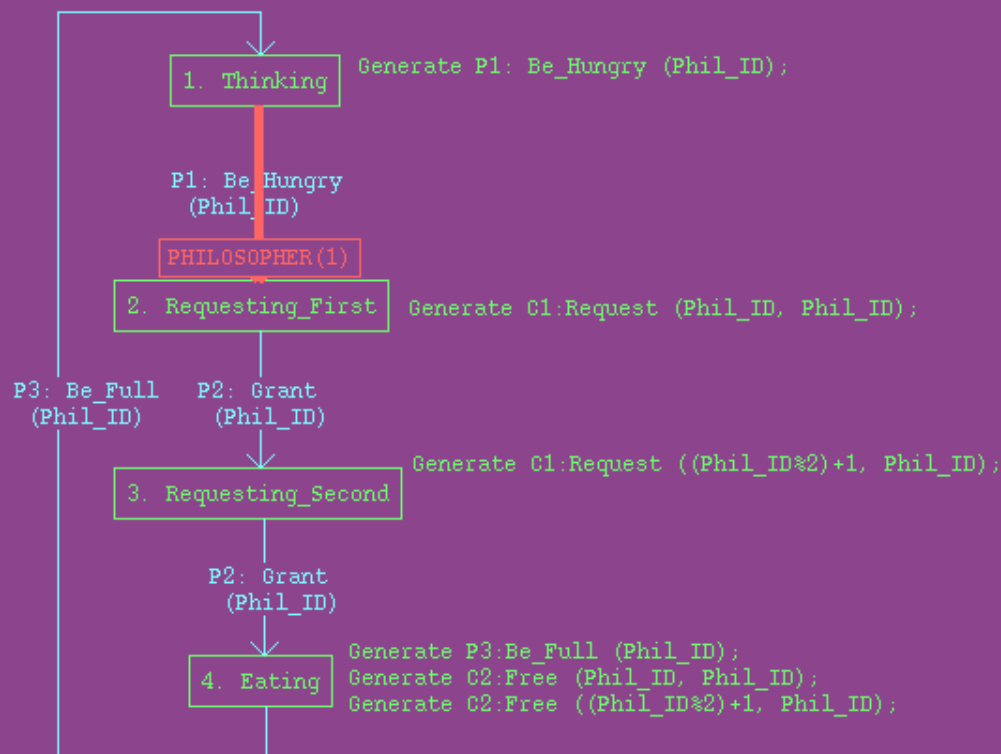 Generate P1: Be_Hungry (Phil_ID);
1. Thinking
P1: Be_Hungry
(Phil_ID)
PHILOSOPHER(1)
2. Requesting_First
Generate C1:Request (Phil_ID, Phil_ID);
P3: Be_Full
(Phil_ID)
P2: Grant
(Phil_ID)
Generate C1:Request ((Phil_ID%2)+1, Phil_ID);
3. Requesting_Second
P2: Grant
(Phil_ID)
Generate P3:Be_Full (Phil_ID);
4. Eating
Generate C2:Free (Phil_ID, Phil_ID);
Generate C2:Free ((Phil_ID%2)+1, Phil_ID);